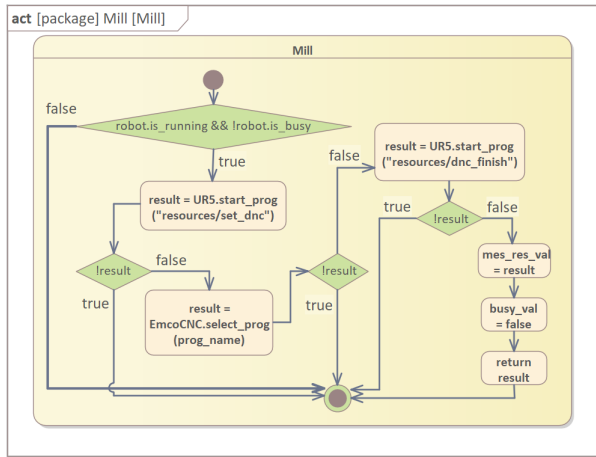 act [package] Mill [Mill]
Mill
false
robot.is_running && !robot.is_busy
true
result = UR5.start_prog
("resources/set_dnc")
!result
false
true
result =
EmcoCNC.select_prog
(prog_name)
!result
false
true
result = UR5.start_prog
("resources/dnc_finish")
true
!result
false
mes_res_val
= result
busy_val
= false
return
result